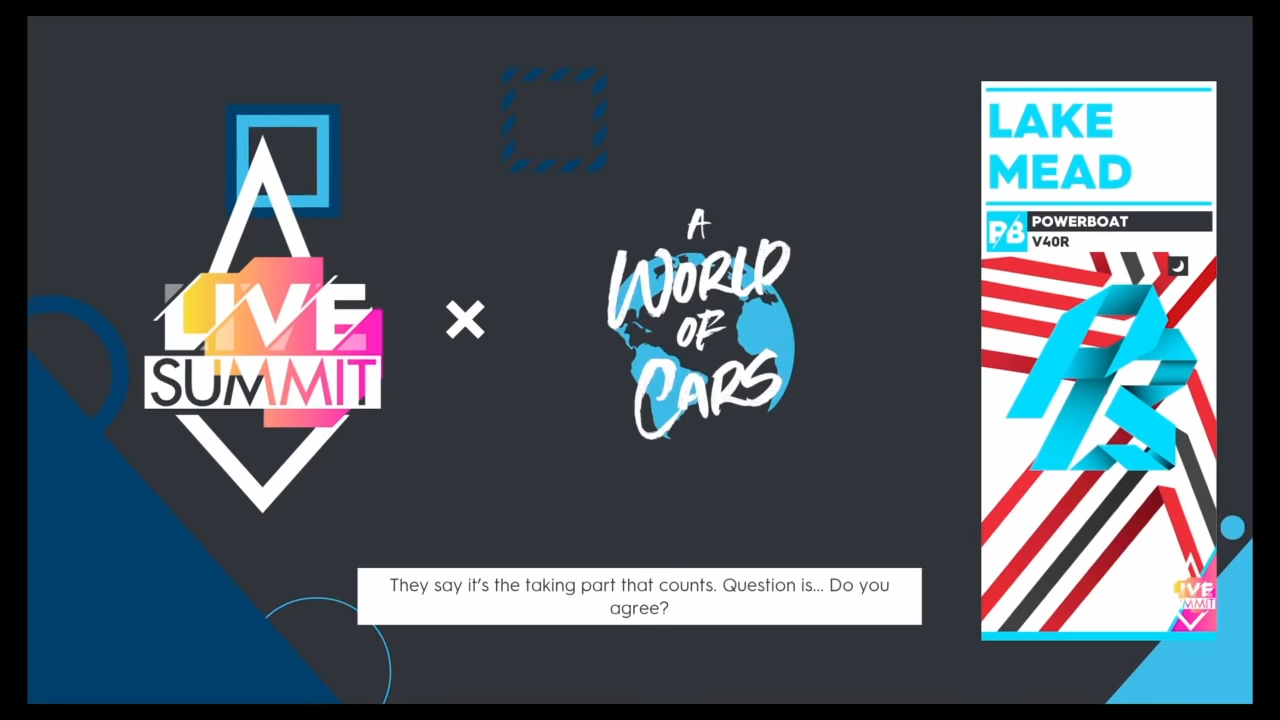 LIVE
SUMMIT
×
A
WORLD
OF
CARS
LAKE
MEAD
PB
POWERBOAT
V40R
LIVE
SUMMIT
They say it's the taking part that counts. Question is... Do you
agree?